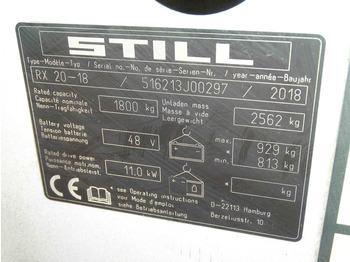 STILL
Type-Modèle-Typ / Serial no.-No. de série-Serien-Nr. / year-année-Baujahr
RX 20-18 / 516213J00297 / 2018
Rated capacity
Capacité nominale
Nenn-Tragfähigkeit
1800 kg
Unladen mass
Masse à vide
Leergewicht
2562 kg
Battery voltage
Tension batterie
Batteriespannung
48 V
max. 929 kg
min. 813 kg
Rated drive power
Puissance mot.nom.
Nenn-Antriebsleist.
11.0 kW
kg
CE
see Operating instructions
voir Mode d'emploi
siehe Betriebsanleitung
D-22113 Hamburg
Berzeliusstr. 10